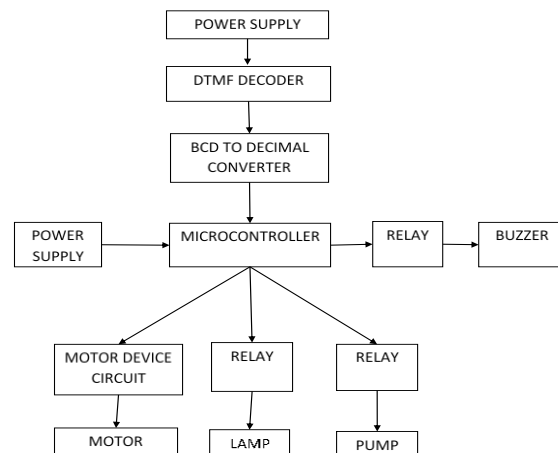 POWER SUPPLY
DTMF DECODER
BCD TO DECIMAL
CONVERTER
POWER
SUPPLY
MICROCONTROLLER
RELAY
BUZZER
MOTOR DEVICE
CIRCUIT
RELAY
RELAY
MOTOR
LAMP
PUMP